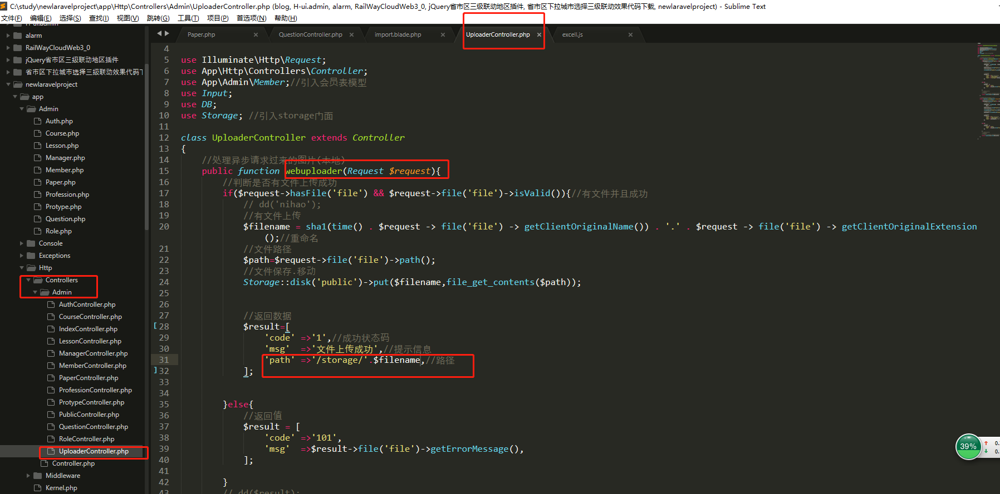 C:\study\newlaravelproject\app\Http\Controllers\Admin\UploaderController.php (blog, H-ui.admin, alarm, RailWayCloudWeb3_0, jQuery省市区三级联动地区插件, 省市区下拉城市选择三级联动效果代码下载, newlaravelproject) - Sublime Text
文件(F) 编辑(E) 选择(S) 查找(I) 视图(V) 跳转(G) 工具(T) 项目(P) 首选项(N) 帮助(H)
H-ui.admin
alarm
RailWayCloudWeb3_0
jQuery省市区三级联动地区插件
省市区下拉城市选择三级联动效果代码下
newlaravelproject
app
Admin
Auth.php
Course.php
Lesson.php
Manager.php
Member.php
Paper.php
Profession.php
Protype.php
Question.php
Role.php
Console
Exceptions
Http
Controllers
Admin
AuthController.php
CourseController.php
IndexController.php
LessonController.php
ManagerController.php
MemberController.php
PaperController.php
ProfessionController.php
ProtypeController.php
PublicController.php
QuestionController.php
RoleController.php
UploaderController.php
Controller.php
Middleware
Kernel.php
Paper.php × QuestionController.php × import.blade.php × UploaderController.php × excell.js ×
4
5 use Illuminate\Http\Request;
6 use App\Http\Controllers\Controller;
7 use App\Admin\Member;//引入会员表模型
8 use Input;
9 use DB;
10 use Storage; //引入storage门面
11
12 class UploaderController extends Controller
13 {
14 //处理异步请求过来的图片(本地)
15 public function webuploader(Request $request){
16 //判断是否有文件上传成功
17 if($request->hasFile('file') && $request->file('file')->isValid()){//有文件并且成功
18 // dd('nihao');
19 //有文件上传
20 $filename = sha1(time() . $request -> file('file') -> getClientOriginalName()) . '.' . $request -> file('file') -> getClientOriginalExtension
();//重命名
21 //文件路径
22 $path=$request->file('file')->path();
23 //文件保存.移动
24 Storage::disk('public')->put($filename,file_get_contents($path));
25
26
27 //返回数据
28 $result=[
29 'code' =>'1',//成功状态码
30 'msg' =>'文件上传成功',//提示信息
31 'path' =>'/storage/'.$filename,//路径
32 ];
33
34
35 }else{
36 //返回值
37 $result = [
38 'code' =>'101',
39 'msg' =>$result->file('file')->getErrorMessage(),
40 ];
41
42 }
43 // dd($result);
39%